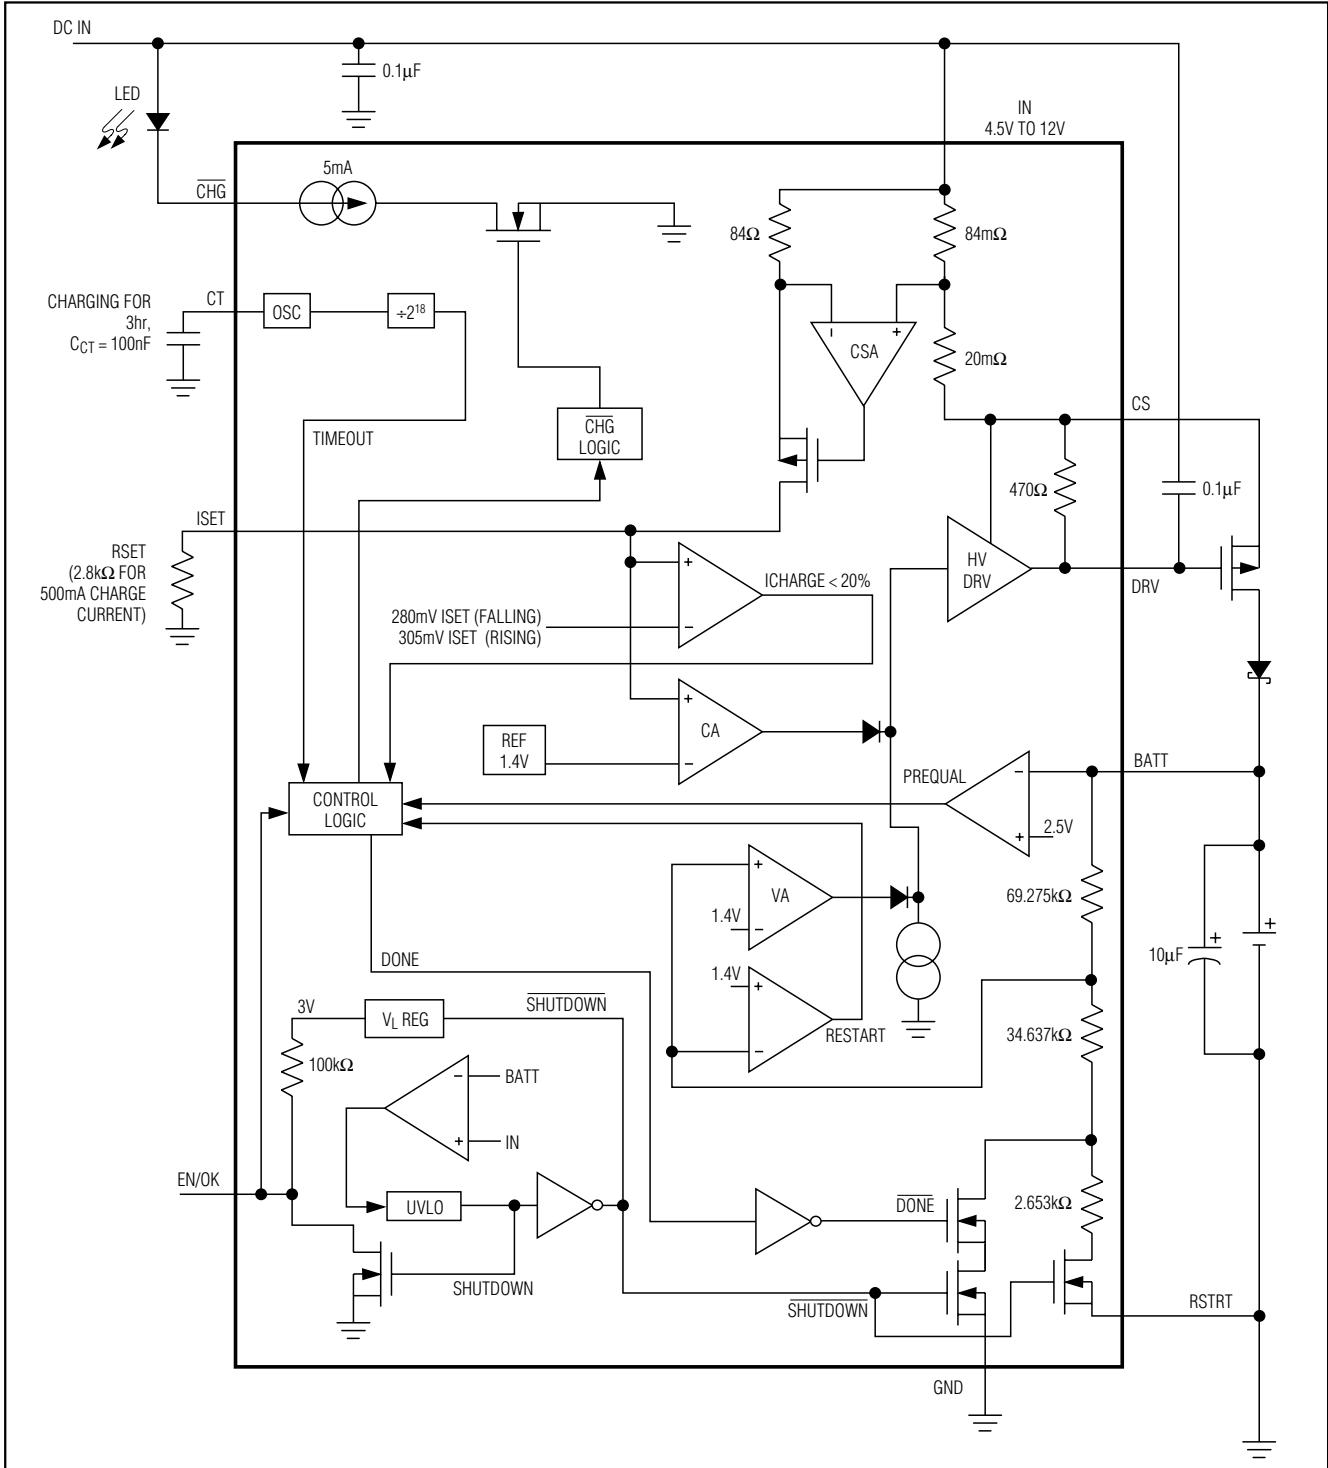 DC IN
0.1µF
LED
IN
4.5V TO 12V
5mA
CHG
84Ω
84mΩ
CHARGING FOR
3hr,
CCT = 100nF
CT
OSC
÷2¹⁸
−
+
CSA
20mΩ
CS
TIMEOUT
CHG
LOGIC
470Ω
0.1µF
ISET
RSET
(2.8kΩ FOR
500mA CHARGE
CURRENT)
+
−
ICHARGE < 20%
HV
DRV
DRV
280mV ISET (FALLING)
305mV ISET (RISING)
+
−
CA
REF
1.4V
PREQUAL
−
+
BATT
2.5V
CONTROL
LOGIC
+
−
VA
1.4V
69.275kΩ
+
+
10µF
DONE
1.4V
+
−
RESTART
SHUTDOWN
3V
VL REG
34.637kΩ
100kΩ
−
BATT
+
IN
EN/OK
UVLO
DONE
2.653kΩ
SHUTDOWN
SHUTDOWN
RSTRT
GND